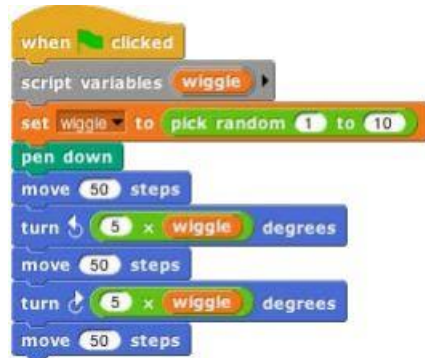 when clicked
script variables wiggle
set wiggle to pick random 1 to 10
pen down
move 50 steps
turn 5 × wiggle degrees
move 50 steps
turn 5 × wiggle degrees
move 50 steps